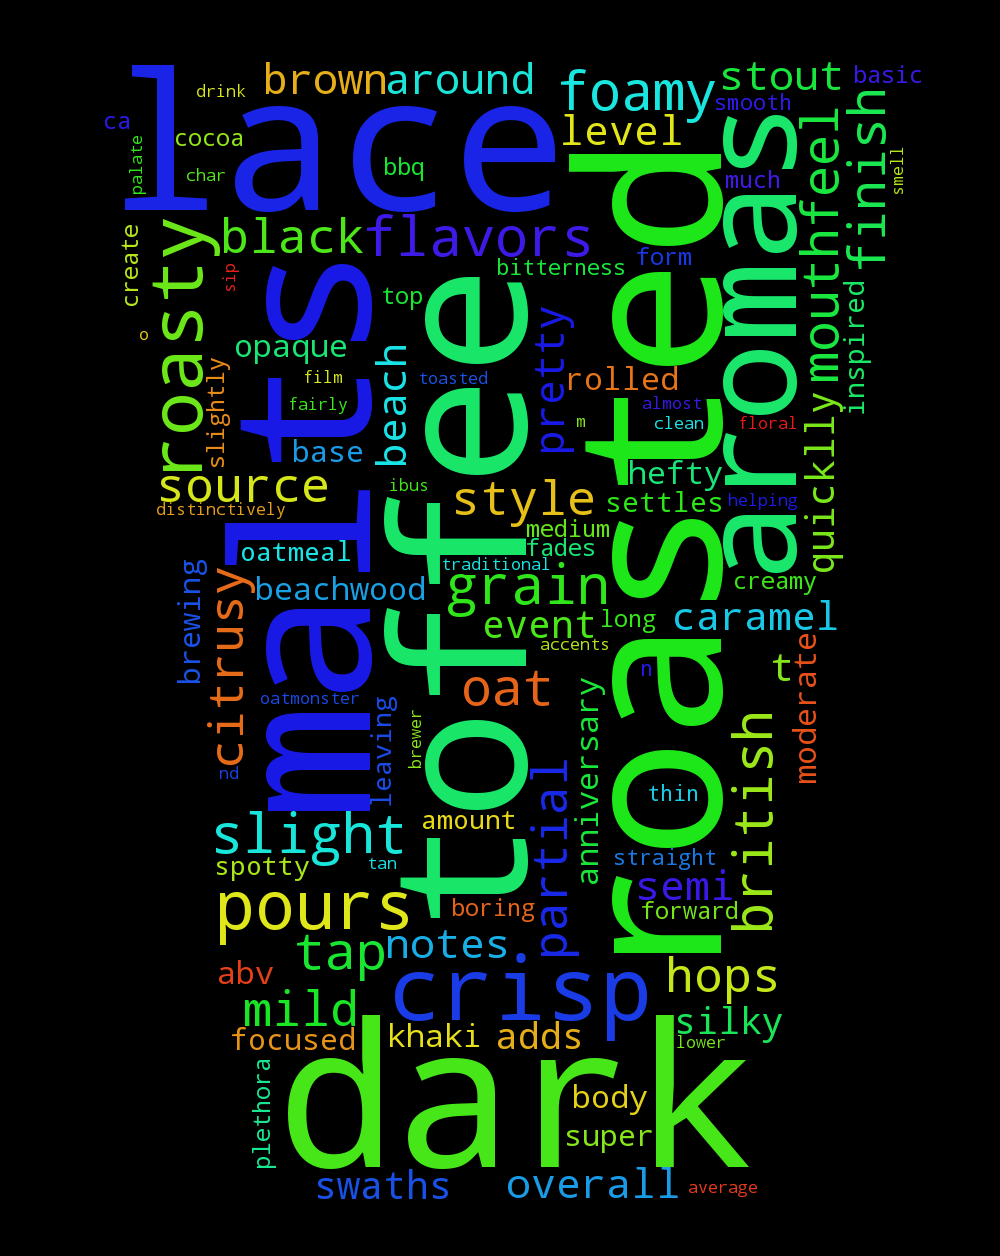 lace
brown
around
foamy
stout
basic
drink
smooth
ca
cocoa
level
palate
char
bbq
much
smell
roasty
black
flavors
toasted
aromas
mouthfeel
finish
create
sip
malts
toffee
roasted
form
bitterness
top
o
opaque
beach
pretty
inspired
slightly
film
fairly
rolled
almost
m
clean
floral
quickly
base
source
ibus
style
hefty
settles
helping
distinctively
oatmeal
medium
fades
traditional
brewing
beachwood
grain
creamy
citrusy
event
long
caramel
accents
n
t
moderate
oatmonster
leaving
oat
brewer
anniversary
british
nd
partial
thin
slight
amount
spotty
tan
straight
semi
pours
boring
forward
tap
notes
abv
crisp
hops
mild
silky
focused
khaki
adds
lower
dark
plethora
body
super
swaths
overall
average